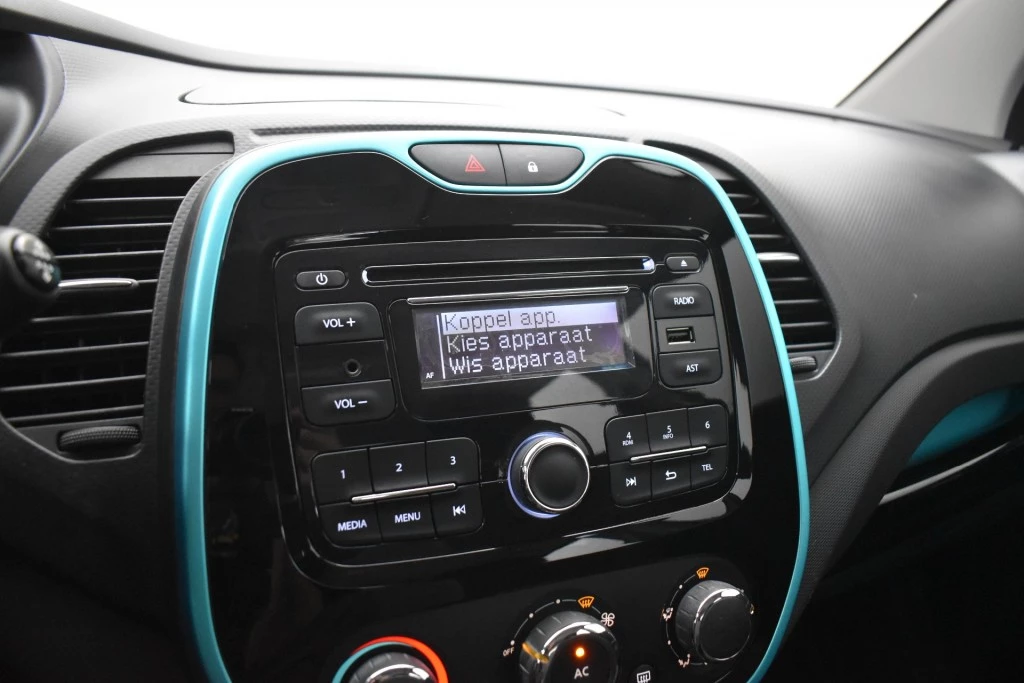 VOL +
VOL −
Koppel app.
Kies apparaat
Wis apparaat
AF
RADIO
AST
1
2
3
MEDIA
MENU
4
RDM
5
INFO
6
TEL
OFF
AC